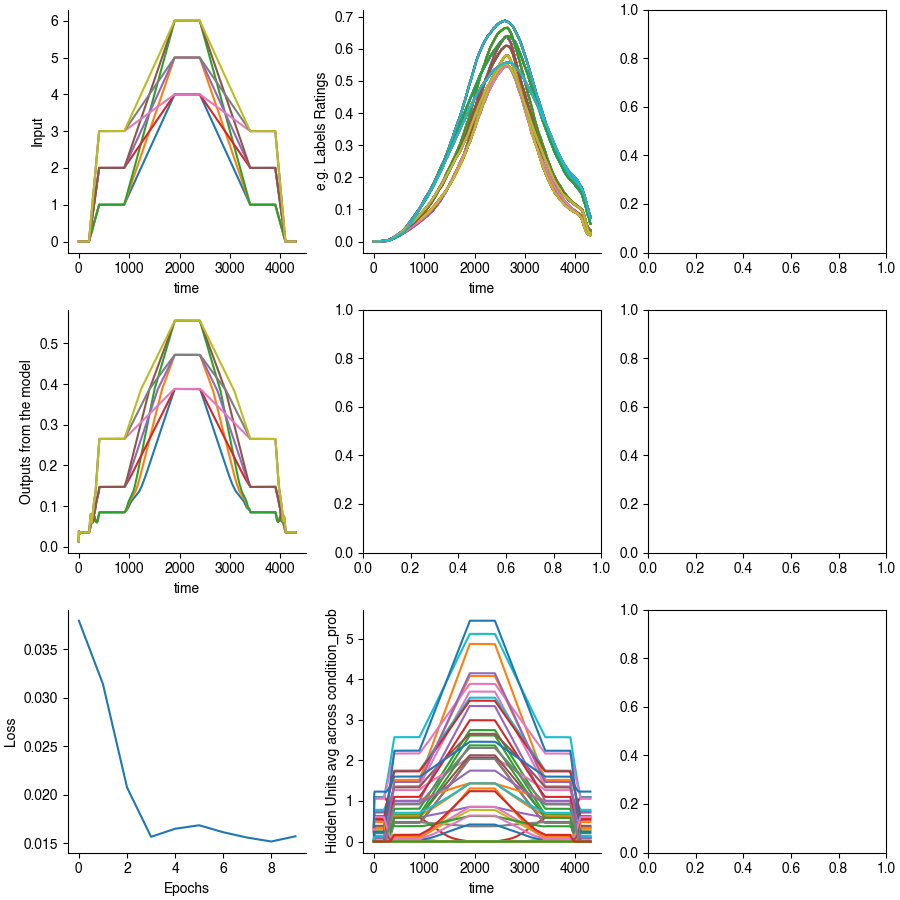 Input
6
5
4
3
2
1
0
0 1000 2000 3000 4000
time
e.g. Labels Ratings
0.7
0.6
0.5
0.4
0.3
0.2
0.1
0.0
0 1000 2000 3000 4000
time
1.0
0.8
0.6
0.4
0.2
0.0
0.0 0.2 0.4 0.6 0.8 1.0
Outputs from the model
0.5
0.4
0.3
0.2
0.1
0.0
0 1000 2000 3000 4000
time
1.0
0.8
0.6
0.4
0.2
0.0
0.0 0.2 0.4 0.6 0.8 1.0
1.0
0.8
0.6
0.4
0.2
0.0
0.0 0.2 0.4 0.6 0.8 1.0
Loss
0.035
0.030
0.025
0.020
0.015
0 2 4 6 8
Epochs
Hidden Units avg across condition_prob
5
4
3
2
1
0
0 1000 2000 3000 4000
time
1.0
0.8
0.6
0.4
0.2
0.0
0.0 0.2 0.4 0.6 0.8 1.0